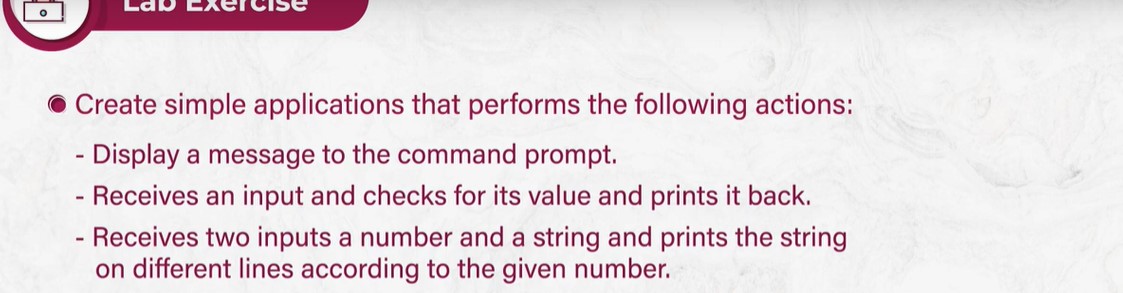 Lab Exercise
Create simple applications that performs the following actions:
- Display a message to the command prompt.
- Receives an input and checks for its value and prints it back.
- Receives two inputs a number and a string and prints the string
on different lines according to the given number.